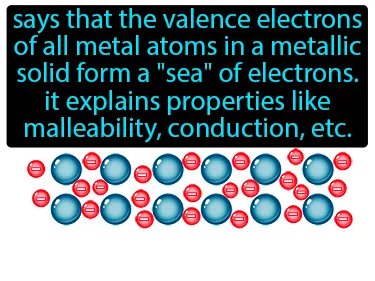 says that the valence electrons
of all metal atoms in a metallic
solid form a "sea" of electrons.
it explains properties like
malleability, conduction, etc.